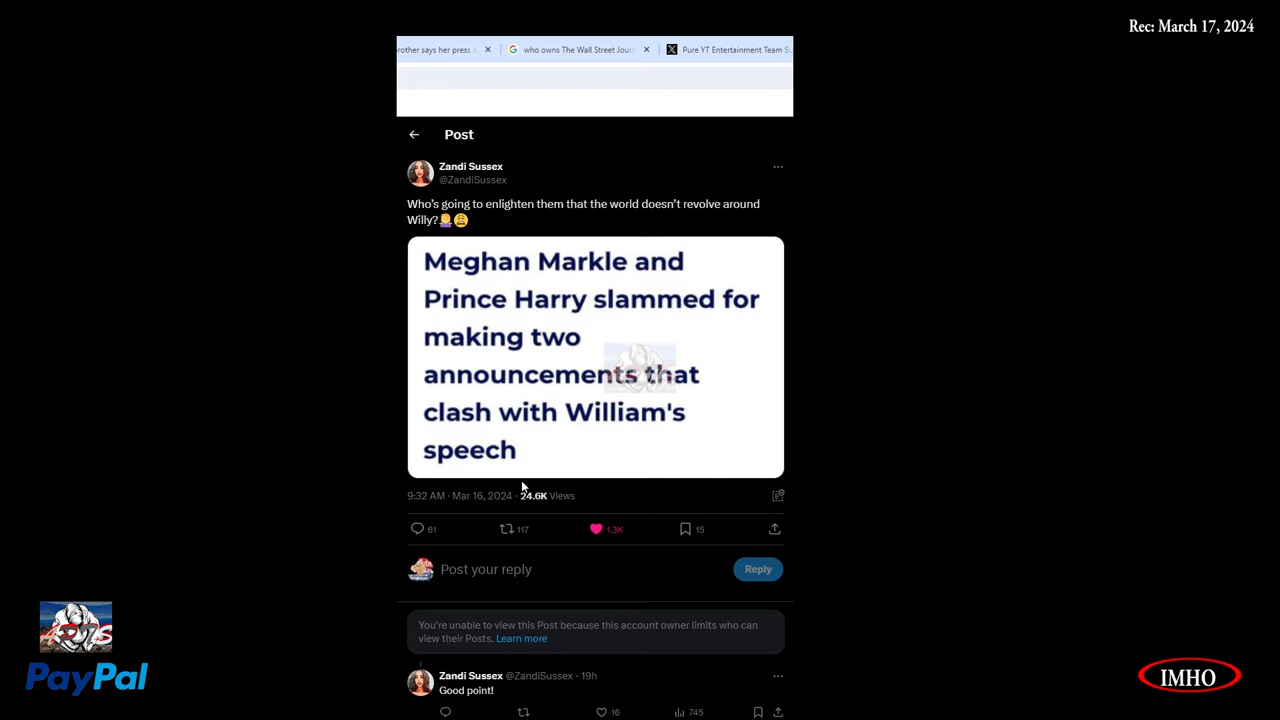 Rec: March 17, 2024
brother says her press
who owns The Wall Street Journ
Pure YT Entertainment Team Su
Post
Zandi Sussex
@ZandiSussex
Who's going to enlighten them that the world doesn't revolve around
Willy?🤷‍♀️😩
Meghan Markle and
Prince Harry slammed for
making two
announcements that
clash with William's
speech
9:32 AM · Mar 16, 2024 · 24.6K Views
61 117 1.3K 15
Post your reply
Reply
You're unable to view this Post because this account owner limits who can
view their Posts. Learn more
Zandi Sussex @ZandiSussex · 19h
Good point!
16 745
PayPal
IMHO